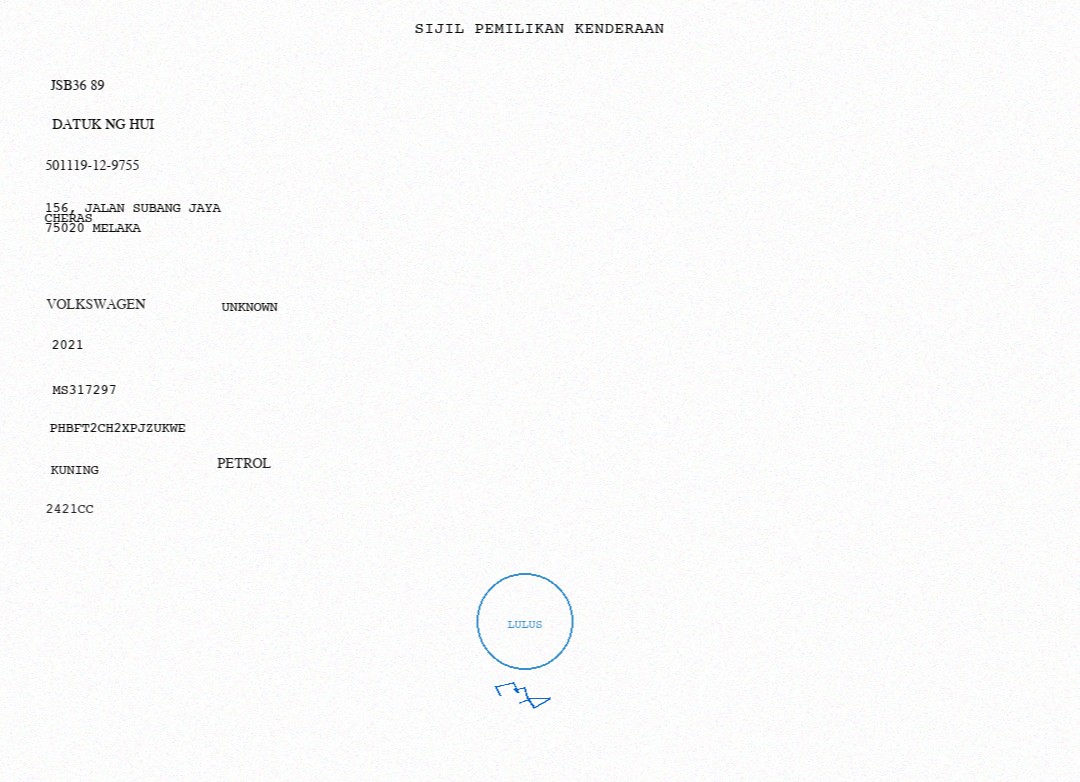 SIJIL PEMILIKAN KENDERAAN
JSB36 89
DATUK NG HUI
501119-12-9755
156, JALAN SUBANG JAYA
CHERAS
75020 MELAKA
VOLKSWAGEN UNKNOWN
2021
MS317297
PHBFT2CH2XPJZUKWE
KUNING PETROL
2421CC
LULUS